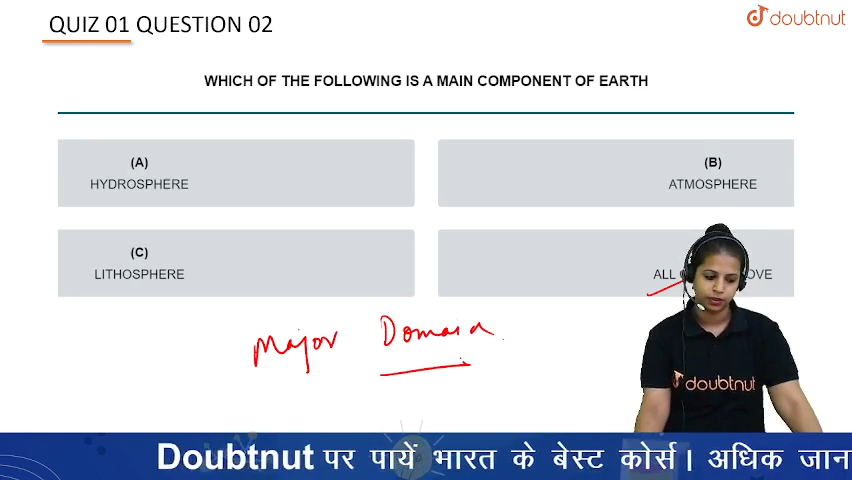 QUIZ 01 QUESTION 02
doubtnut
WHICH OF THE FOLLOWING IS A MAIN COMPONENT OF EARTH
(A)
HYDROSPHERE
(B)
ATMOSPHERE
(C)
LITHOSPHERE
ALL
Major Domain
doubtnut
Doubtnut पर पायें भारत के बेस्ट कोर्स। अधिक जान